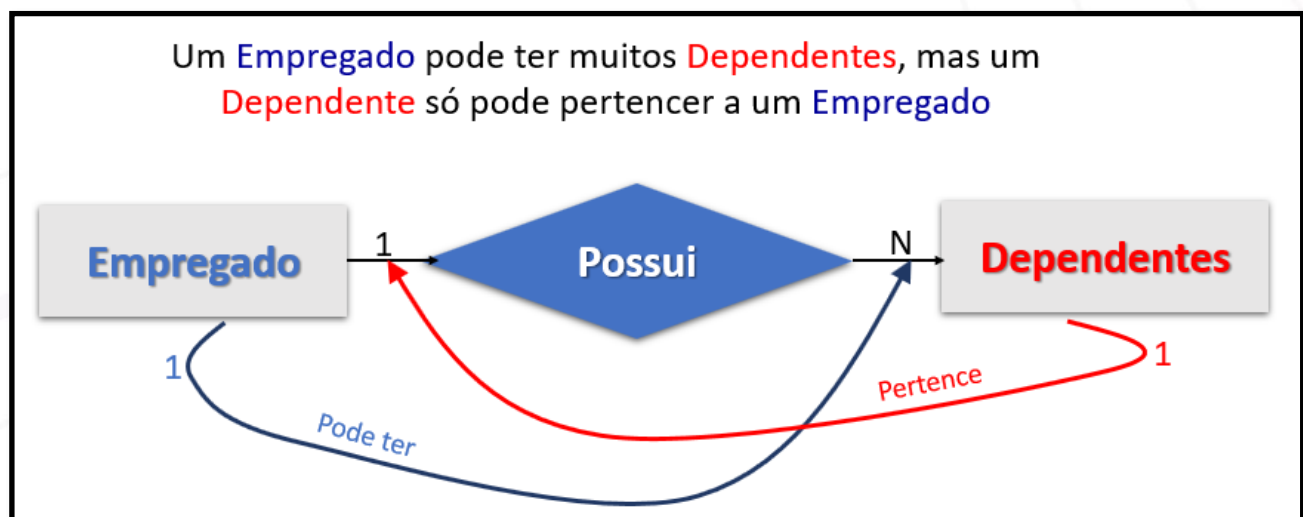 Um Empregado pode ter muitos Dependentes, mas um
Dependente só pode pertencer a um Empregado
Empregado
1
Possui
N
Dependentes
1
Pode ter
Pertence
1